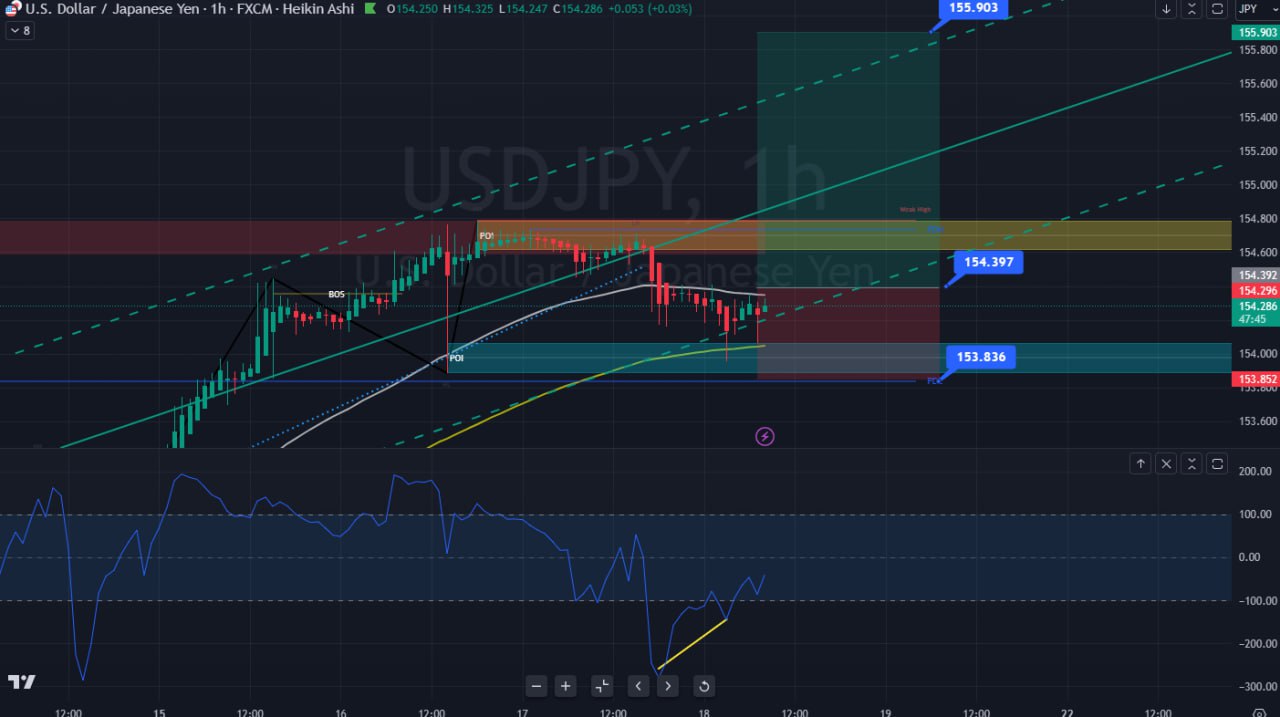 U.S. Dollar / Japanese Yen · 1h · FXCM · Heikin Ashi O154.250 H154.325 L154.247 C154.286 +0.053 (+0.03%)
JPY
8
155.903
155.903
155.800
155.600
155.400
155.200
155.000
154.800
154.600
USDJPY, 1h
U.S. Dollar / Japanese Yen
Weak High
POI
BOS
154.397
154.392
154.296
154.286
47:45
POI
154.000
153.836
153.852
153.800
153.600
200.00
100.00
0.00
−100.00
−200.00
−300.00
12:00 15 12:00 16 12:00 17 12:00 18 12:00 19 12:00 22 12:00